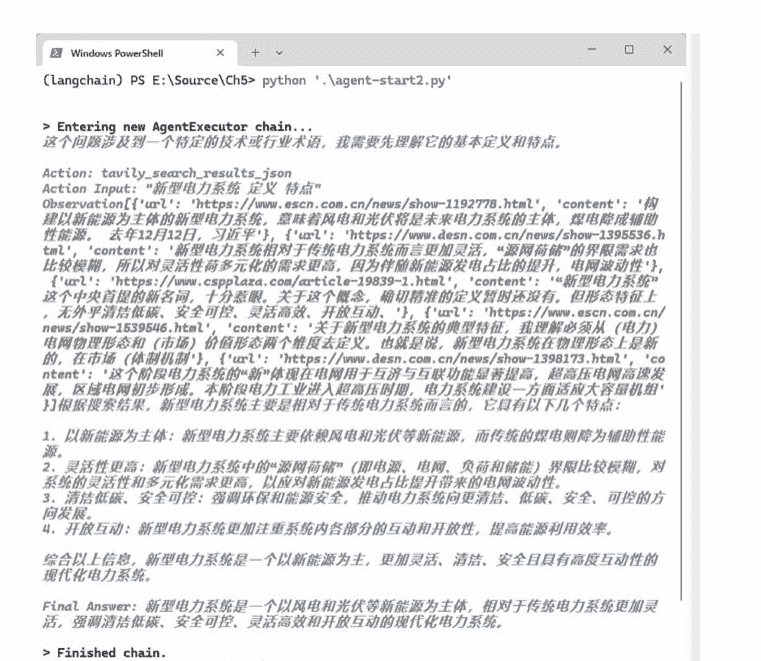 Windows PowerShell
(langchain) PS E:\Source\Ch5> python '.\agent-start2.py'
> Entering new AgentExecutor chain...
这个问题涉及到一个特定的技术或行业术语，我需要先理解它的基本定义和特点。
Action: tavily_search_results_json
Action Input: "新型电力系统 定义 特点"
Observation[{'url': 'https://www.escn.com.cn/news/show-1192778.html', 'content': '构
建以新能源为主体的新型电力系统，意味着风电和光伏将是未来电力系统的主体，煤电降成辅助
性能源。 去年12月12日，习近平'}, {'url': 'https://www.desn.com.cn/news/show-1395536.h
tml', 'content': '新型电力系统相对于传统电力系统而言更加灵活，“源网荷储”的界限需求也
比较模糊，所以对灵活性荷多元化的需求更高，因为伴随新能源发电占比的提升，电网波动性'},
{'url': 'https://www.cspplaza.com/article-19839-1.html', 'content': '“新型电力系统”
这个中央首提的新名词，十分惹眼。关于这个概念，确切精准的定义暂时还没有。但形态特征上
，无外乎清洁低碳、安全可控、灵活高效、开放互动、'}, {'url': 'https://www.escn.com.cn/
news/show-1539546.html', 'content': '关于新型电力系统的典型特征，我理解必须从（电力）
电网物理形态和（市场）价值形态两个维度去定义。也就是说，新型电力系统在物理形态上是新
的，在市场（体制机制'}, {'url': 'https://www.desn.com.cn/news/show-1398173.html', 'co
ntent': '这个阶段电力系统的“新”体现在电网用于互济与互联功能显著提高，超高压电网高速发
展，区域电网初步形成。本阶段电力工业进入超高压时期，电力系统建设一方面适应大容量机组'
}]根据搜索结果，新型电力系统主要是相对于传统电力系统而言的，它具有以下几个特点：
1. 以新能源为主体：新型电力系统主要依赖风电和光伏等新能源，而传统的煤电则降为辅助性能
源。
2. 灵活性更高：新型电力系统中的“源网荷储”（即电源、电网、负荷和储能）界限比较模糊，对
系统的灵活性和多元化需求更高，以应对新能源发电占比提升带来的电网波动性。
3. 清洁低碳、安全可控：强调环保和能源安全，推动电力系统向更清洁、低碳、安全、可控的方
向发展。
4. 开放互动：新型电力系统更加注重系统内各部分的互动和开放性，提高能源利用效率。
综合以上信息，新型电力系统是一个以新能源为主，更加灵活、清洁、安全且具有高度互动性的
现代化电力系统。
Final Answer: 新型电力系统是一个以风电和光伏等新能源为主体，相对于传统电力系统更加灵
活，强调清洁低碳、安全可控、灵活高效和开放互动的现代化电力系统。
> Finished chain.